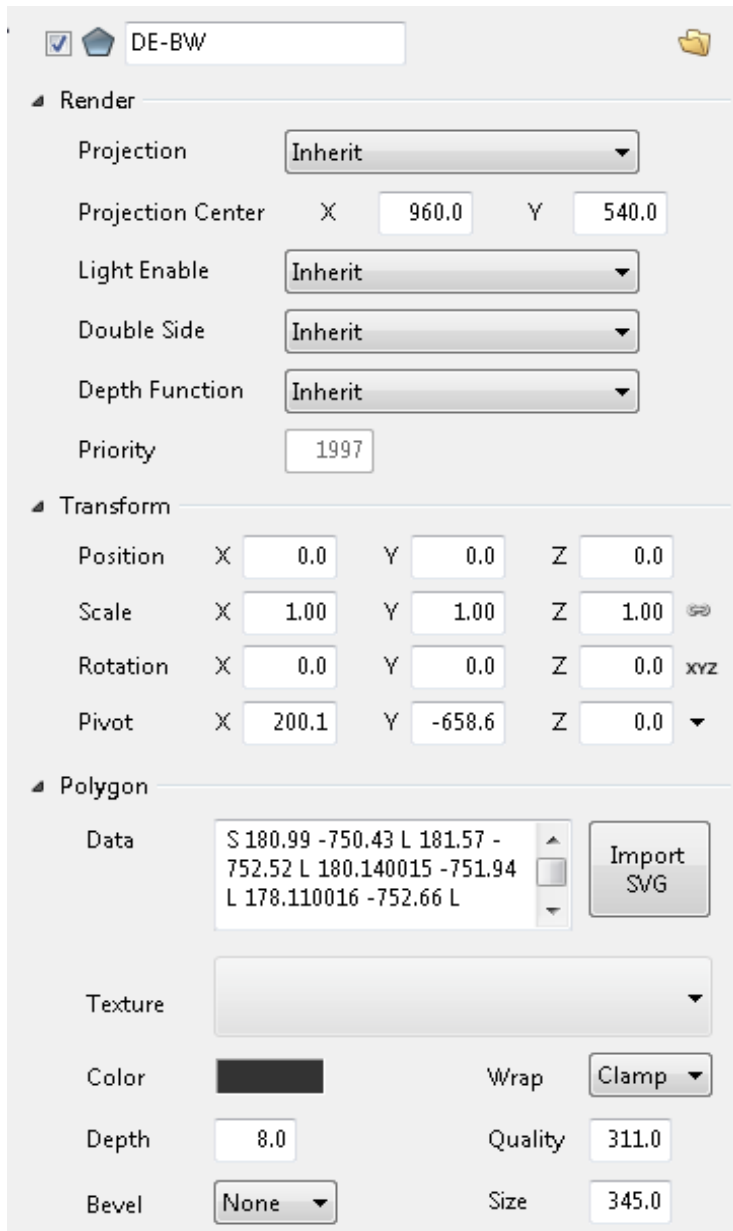 DE-BW
Render
Projection Inherit
Projection Center X 960.0 Y 540.0
Light Enable Inherit
Double Side Inherit
Depth Function Inherit
Priority 1997
Transform
Position X 0.0 Y 0.0 Z 0.0
Scale X 1.00 Y 1.00 Z 1.00
Rotation X 0.0 Y 0.0 Z 0.0 XYZ
Pivot X 200.1 Y -658.6 Z 0.0
Polygon
Data
S 180.99 -750.43 L 181.57 -
752.52 L 180.140015 -751.94
L 178.110016 -752.66 L
Import
SVG
Texture
Color Wrap Clamp
Depth 8.0 Quality 311.0
Bevel None Size 345.0